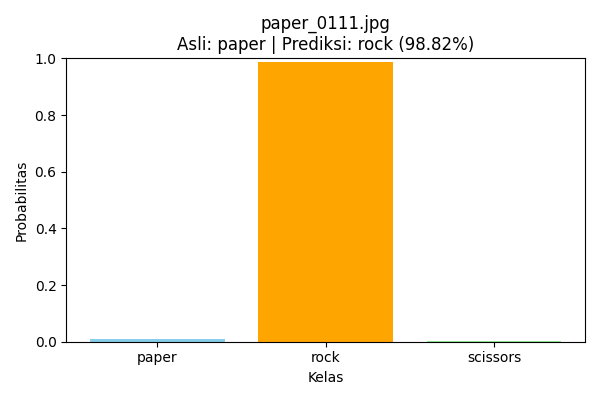 paper_0111.jpg
Asli: paper | Prediksi: rock (98.82%)
1.0
0.8
0.6
0.4
0.2
0.0
Probabilitas
paper rock scissors
Kelas